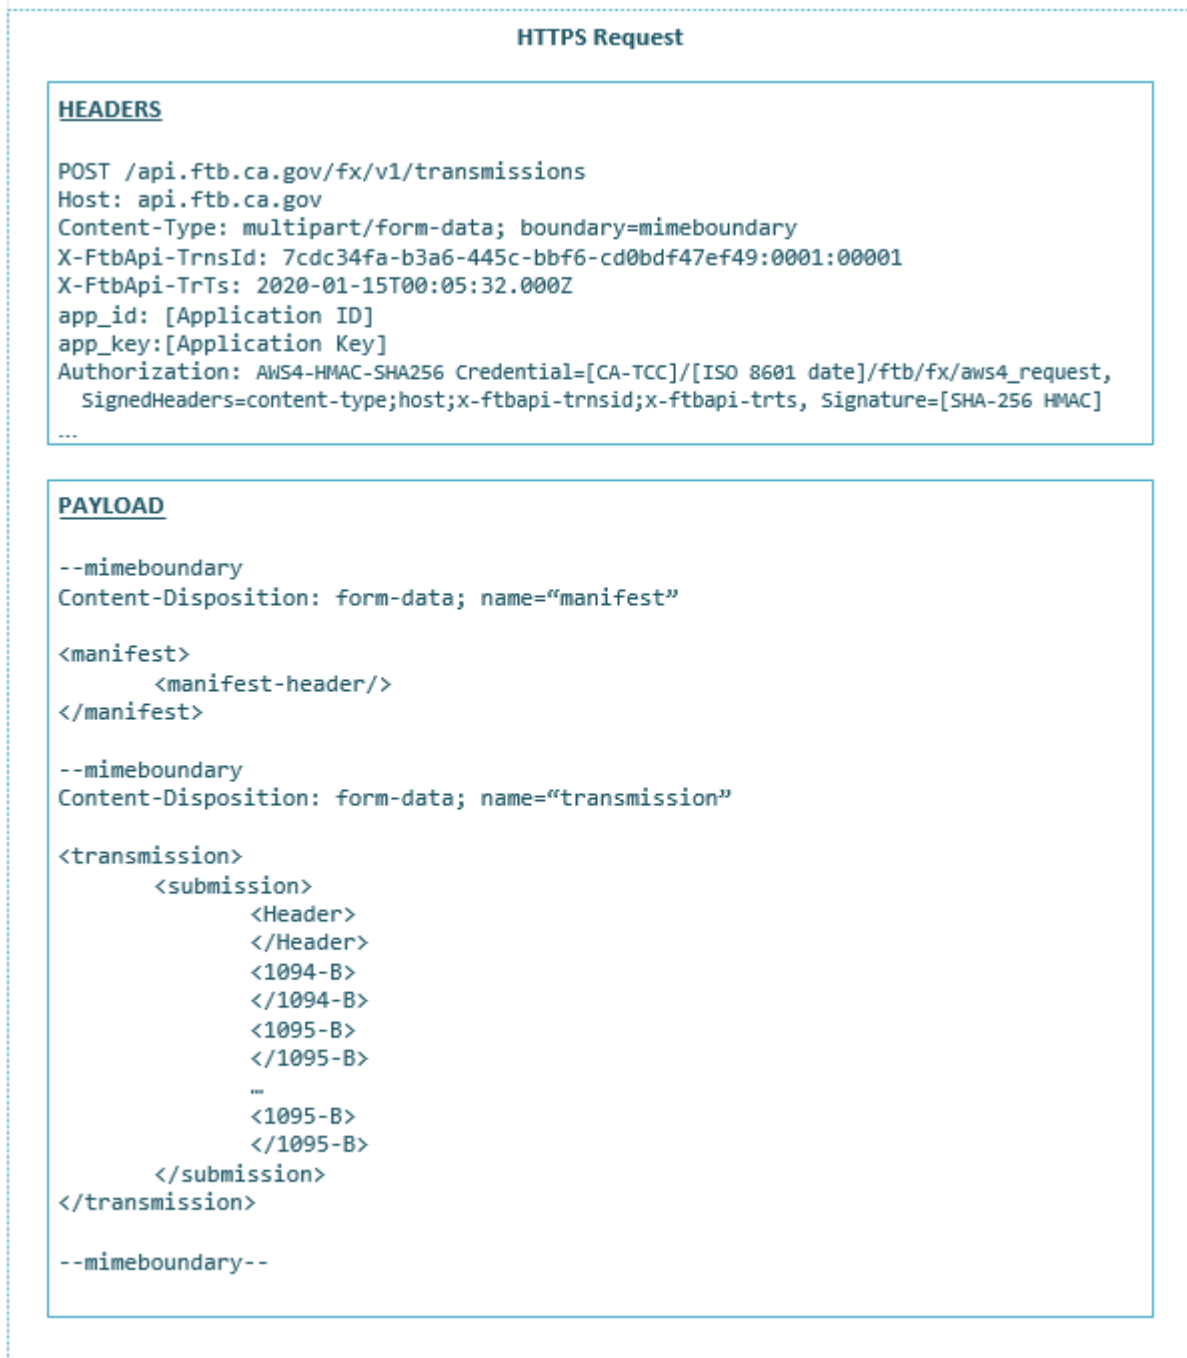 HTTPS Request
HEADERS
POST /api.ftb.ca.gov/fx/v1/transmissions
Host: api.ftb.ca.gov
Content-Type: multipart/form-data; boundary=mimeboundary
X-FtbApi-TrnsId: 7cdc34fa-b3a6-445c-bbf6-cd0bdf47ef49:0001:00001
X-FtbApi-TrTs: 2020-01-15T00:05:32.000Z
app_id: [Application ID]
app_key:[Application Key]
Authorization: AWS4-HMAC-SHA256 Credential=[CA-TCC]/[ISO 8601 date]/ftb/fx/aws4_request,
SignedHeaders=content-type;host;x-ftbapi-trnsid;x-ftbapi-trts, Signature=[SHA-256 HMAC]
...
PAYLOAD
--mimeboundary
Content-Disposition: form-data; name=“manifest”
<manifest>
<manifest-header/>
</manifest>
--mimeboundary
Content-Disposition: form-data; name=“transmission”
<transmission>
<submission>
<Header>
</Header>
<1094-B>
</1094-B>
<1095-B>
</1095-B>
…
<1095-B>
</1095-B>
</submission>
</transmission>
--mimeboundary--